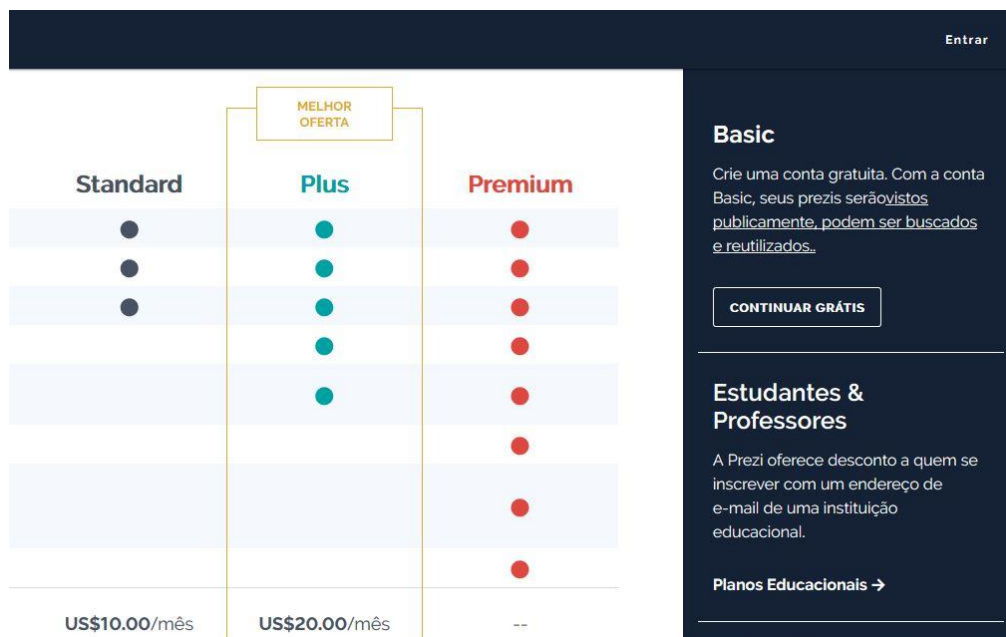 Entrar
MELHOR
OFERTA
Standard
Plus
Premium
US$10.00/mês
US$20.00/mês
--
Basic
Crie uma conta gratuita. Com a conta
Basic, seus prezis serãovistos
publicamente, podem ser buscados
e reutilizados..
CONTINUAR GRÁTIS
Estudantes &
Professores
A Prezi oferece desconto a quem se
inscrever com um endereço de
e-mail de uma instituição
educacional.
Planos Educacionais →